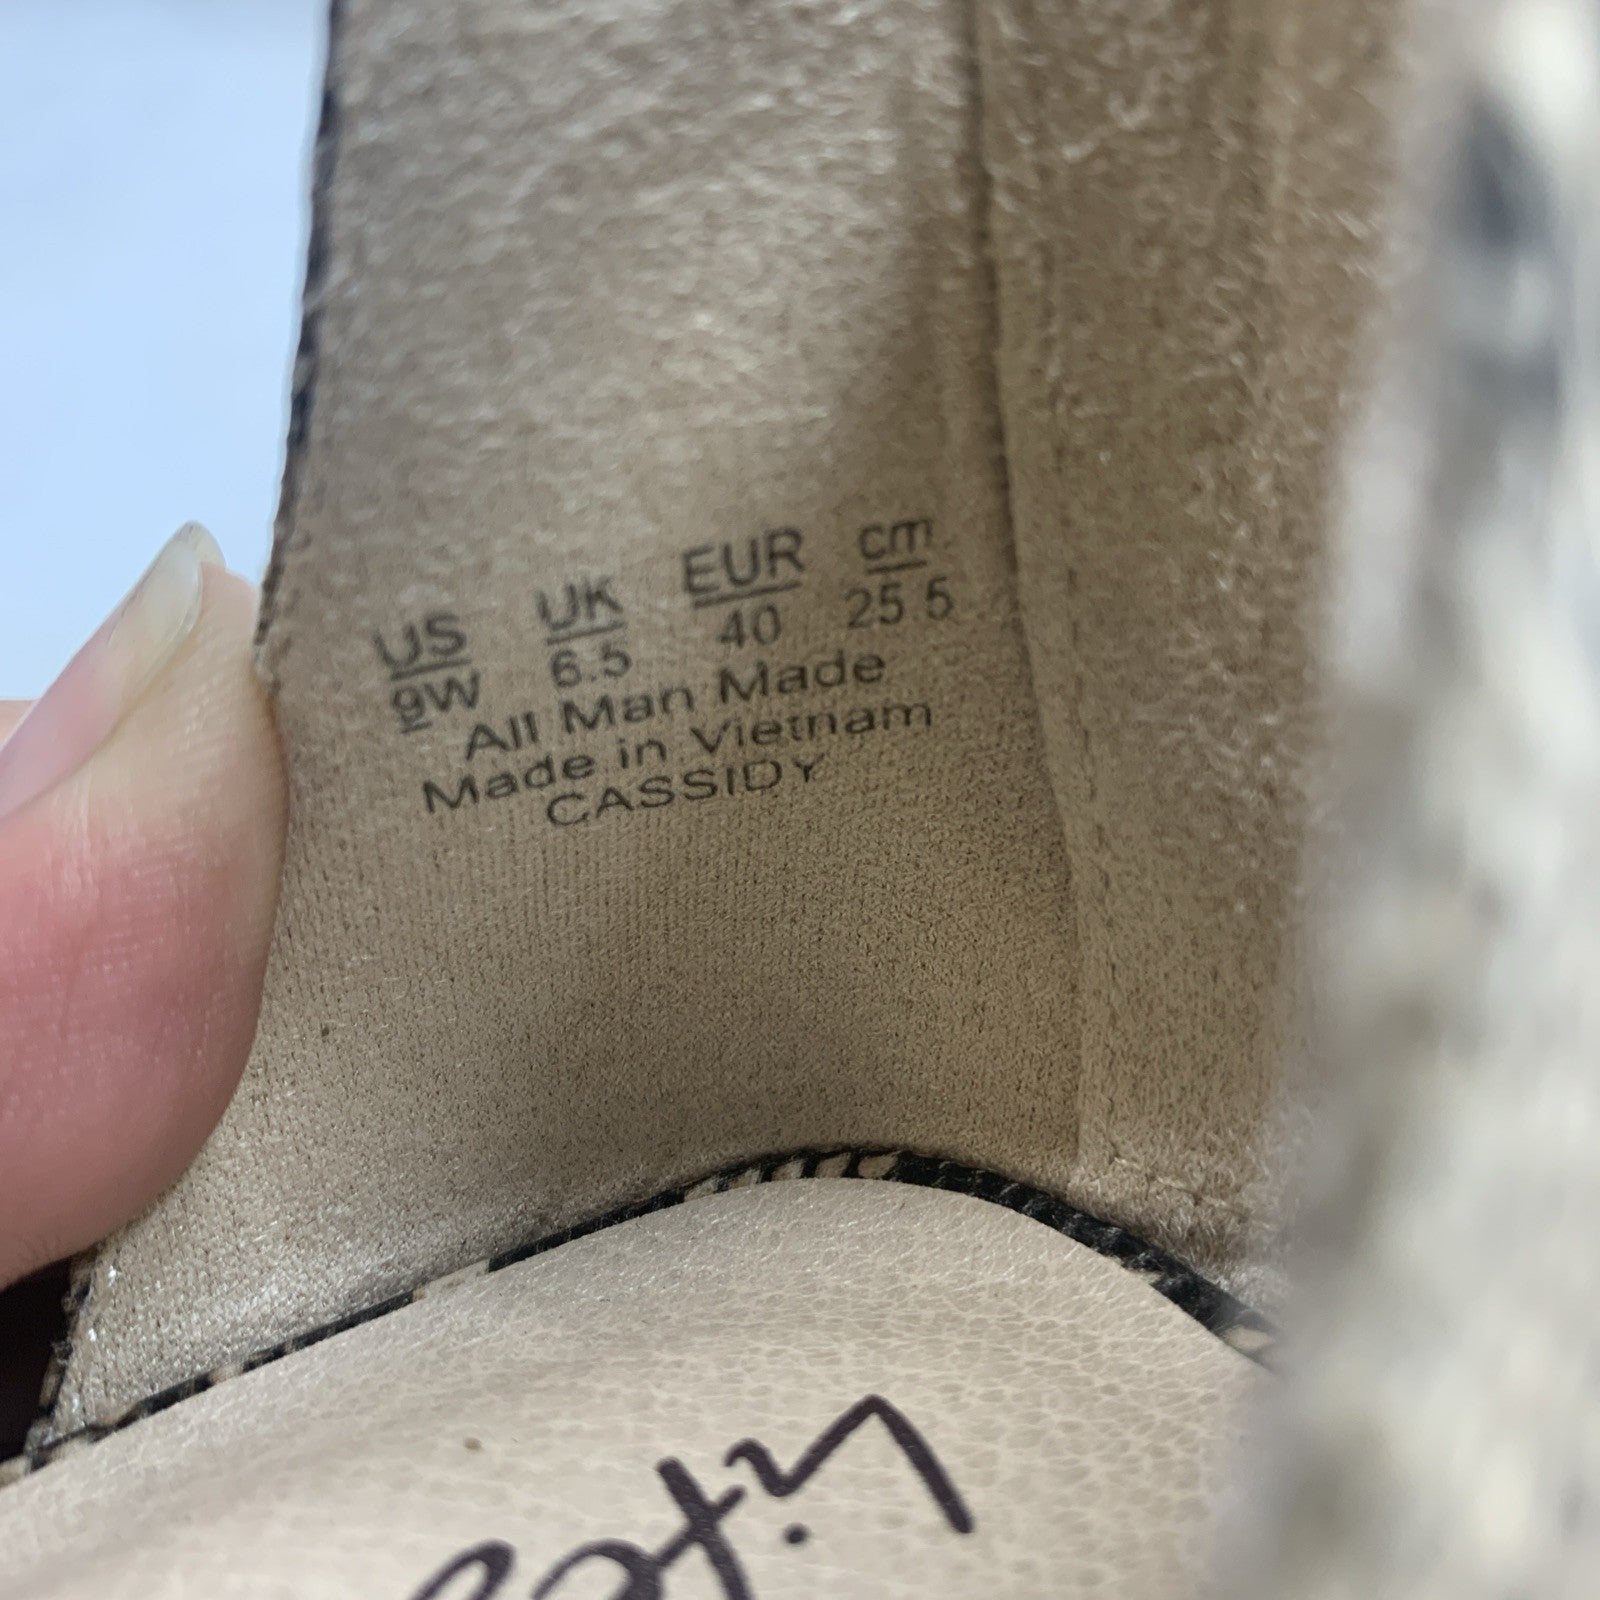 US UK EUR cm
9W 6.5 40 25.5
All Man Made
Made in Vietnam
CASSIDY